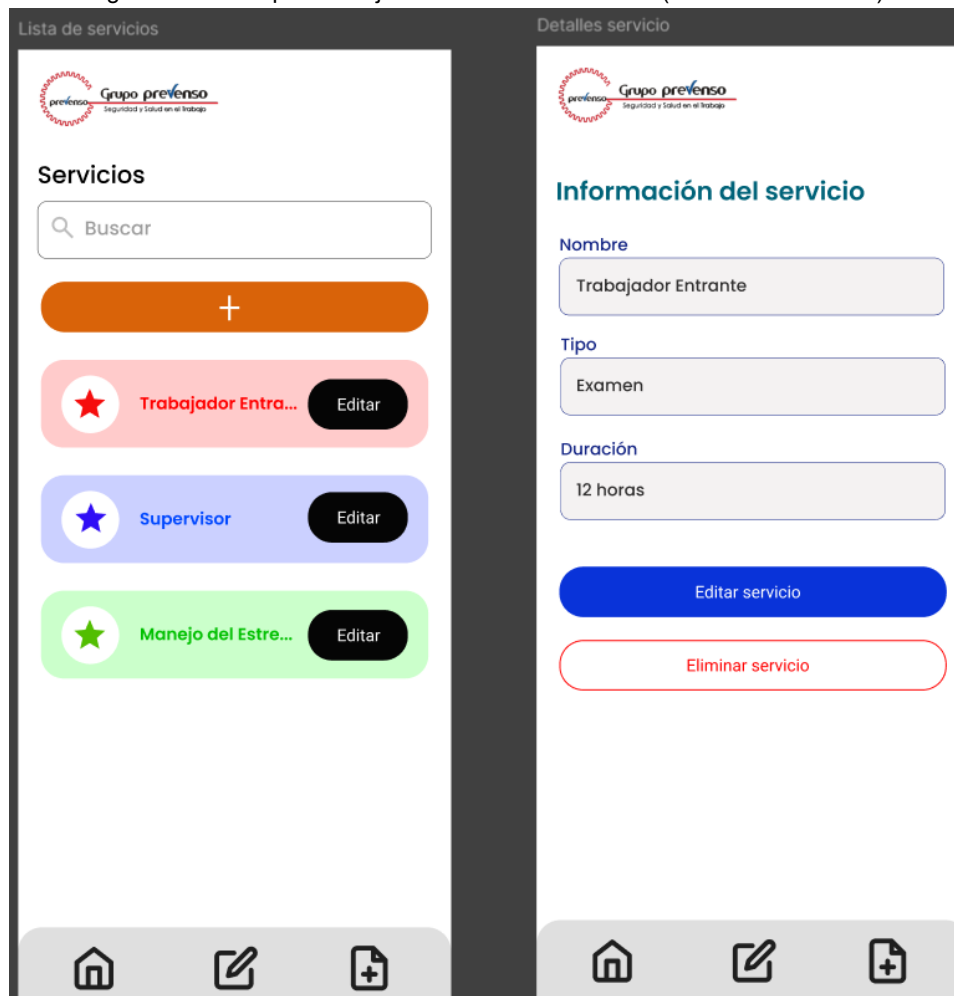 Lista de servicios
prevenso
Grupo prevenso
Seguridad y Salud en el Trabajo
Servicios
Buscar
+
Trabajador Entra...
Editar
Supervisor
Editar
Manejo del Estre...
Editar
Detalles servicio
prevenso
Grupo prevenso
Seguridad y Salud en el Trabajo
Información del servicio
Nombre
Trabajador Entrante
Tipo
Examen
Duración
12 horas
Editar servicio
Eliminar servicio